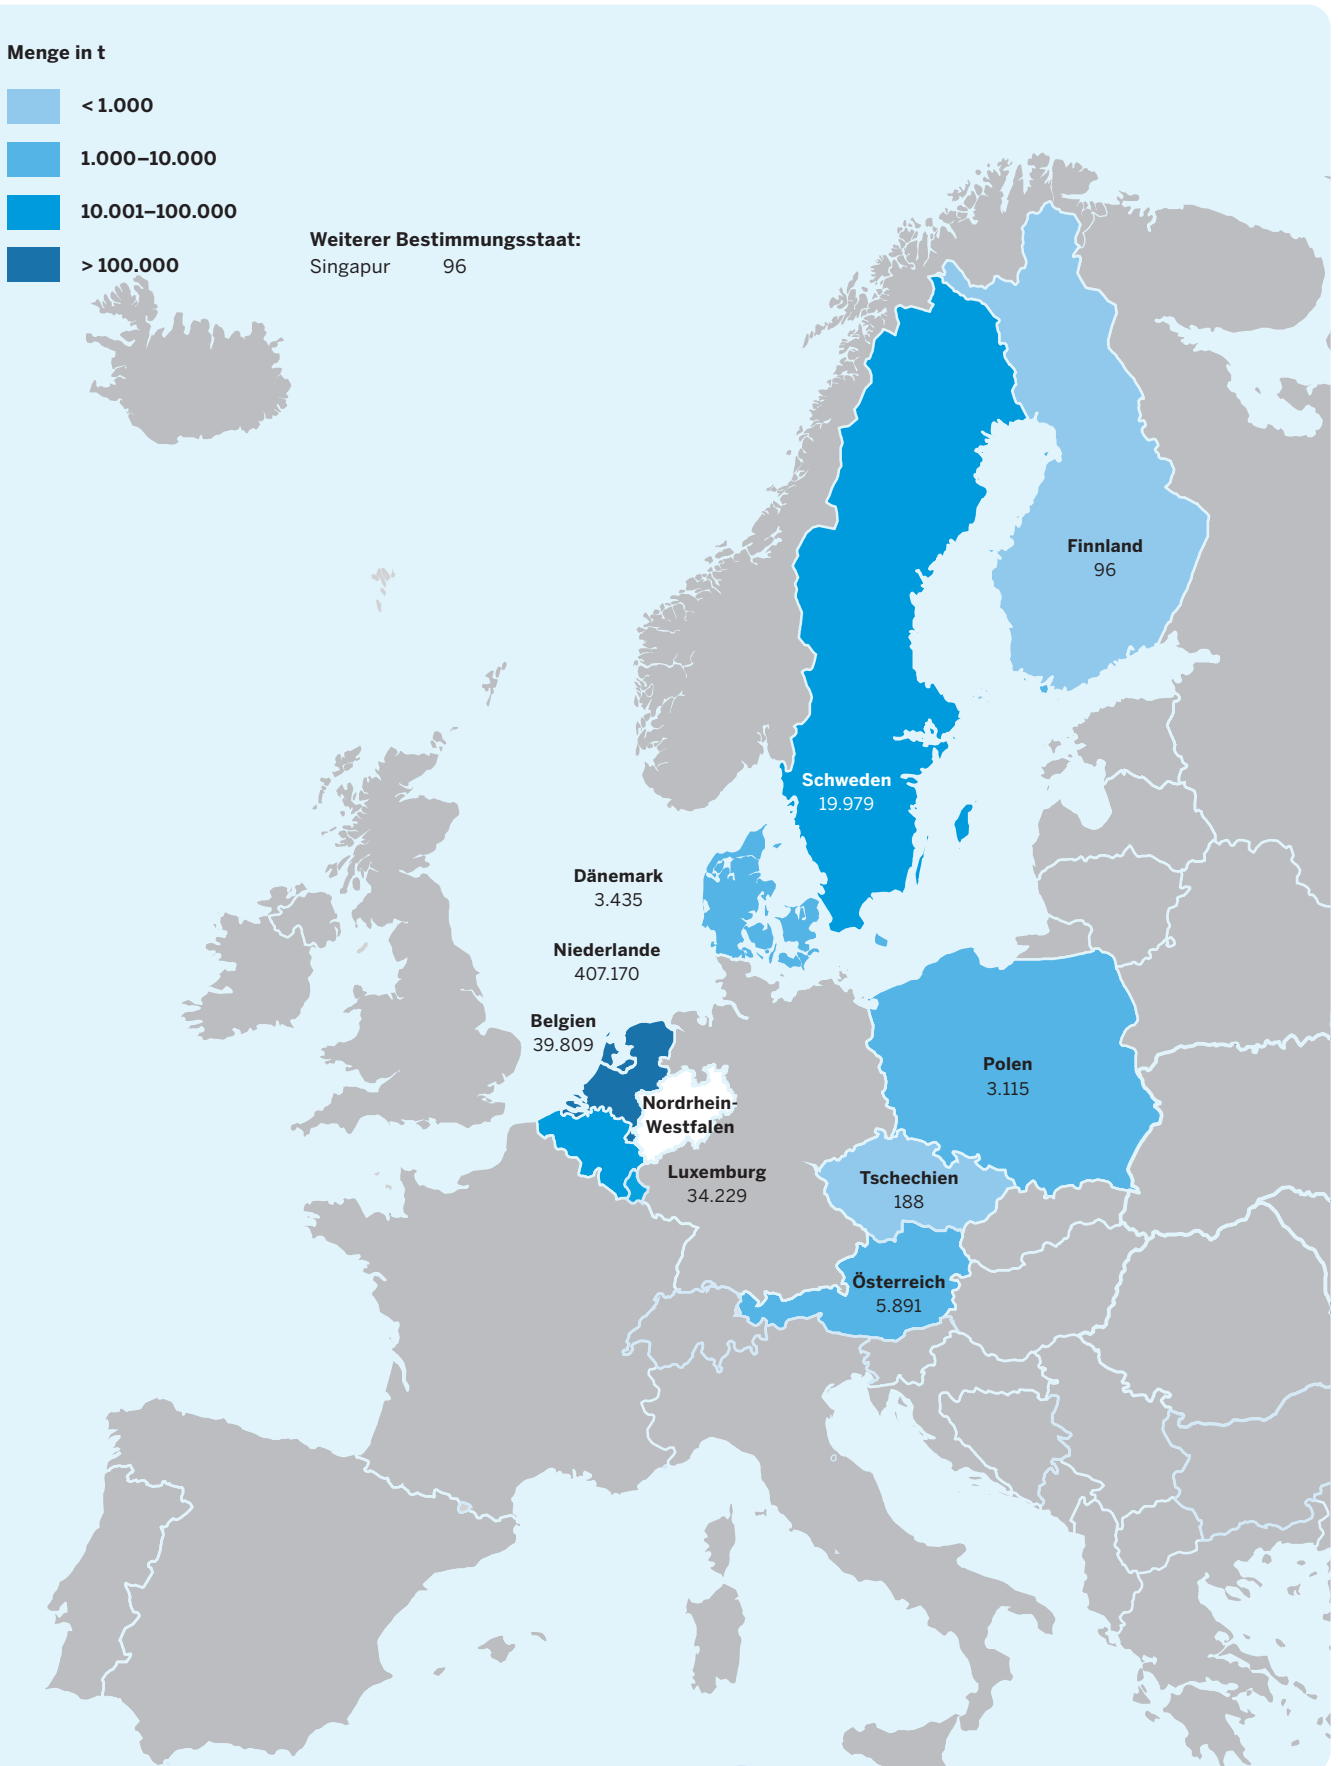 Menge in t
< 1.000
1.000–10.000
10.001–100.000
> 100.000
Weiterer Bestimmungsstaat:
Singapur 96
Finnland
96
Schweden
19.979
Dänemark
3.435
Niederlande
407.170
Belgien
39.809
Polen
3.115
Nordrhein-
Westfalen
Luxemburg
34.229
Tschechien
188
Österreich
5.891